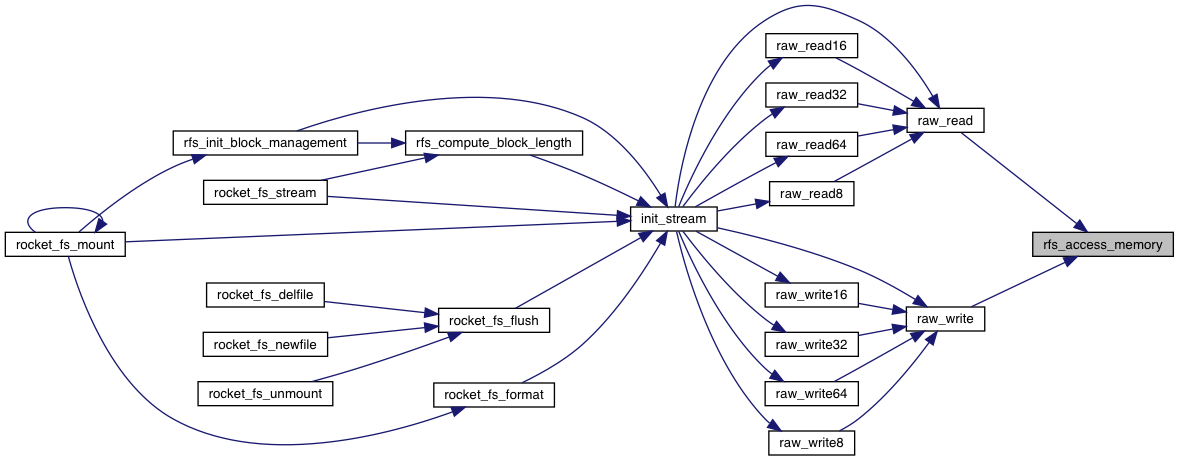 raw_read16
raw_read32
raw_read
rfs_init_block_management
rfs_compute_block_length
raw_read64
rocket_fs_stream
raw_read8
init_stream
rocket_fs_mount
rfs_access_memory
rocket_fs_delfile
raw_write16
rocket_fs_flush
raw_write
rocket_fs_newfile
raw_write32
rocket_fs_unmount
rocket_fs_format
raw_write64
raw_write8